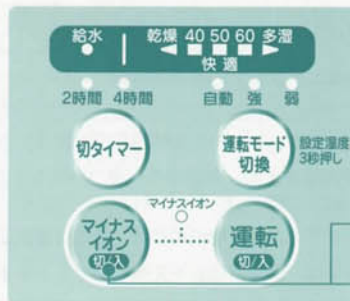 給水 乾燥 40 50 60 多湿
快適
2時間 4時間 自動 強 弱
切タイマー
運転モード
切換
設定湿度
3秒押し
マイナスイオン
マイナス
イオン
切/入
運転
切/入